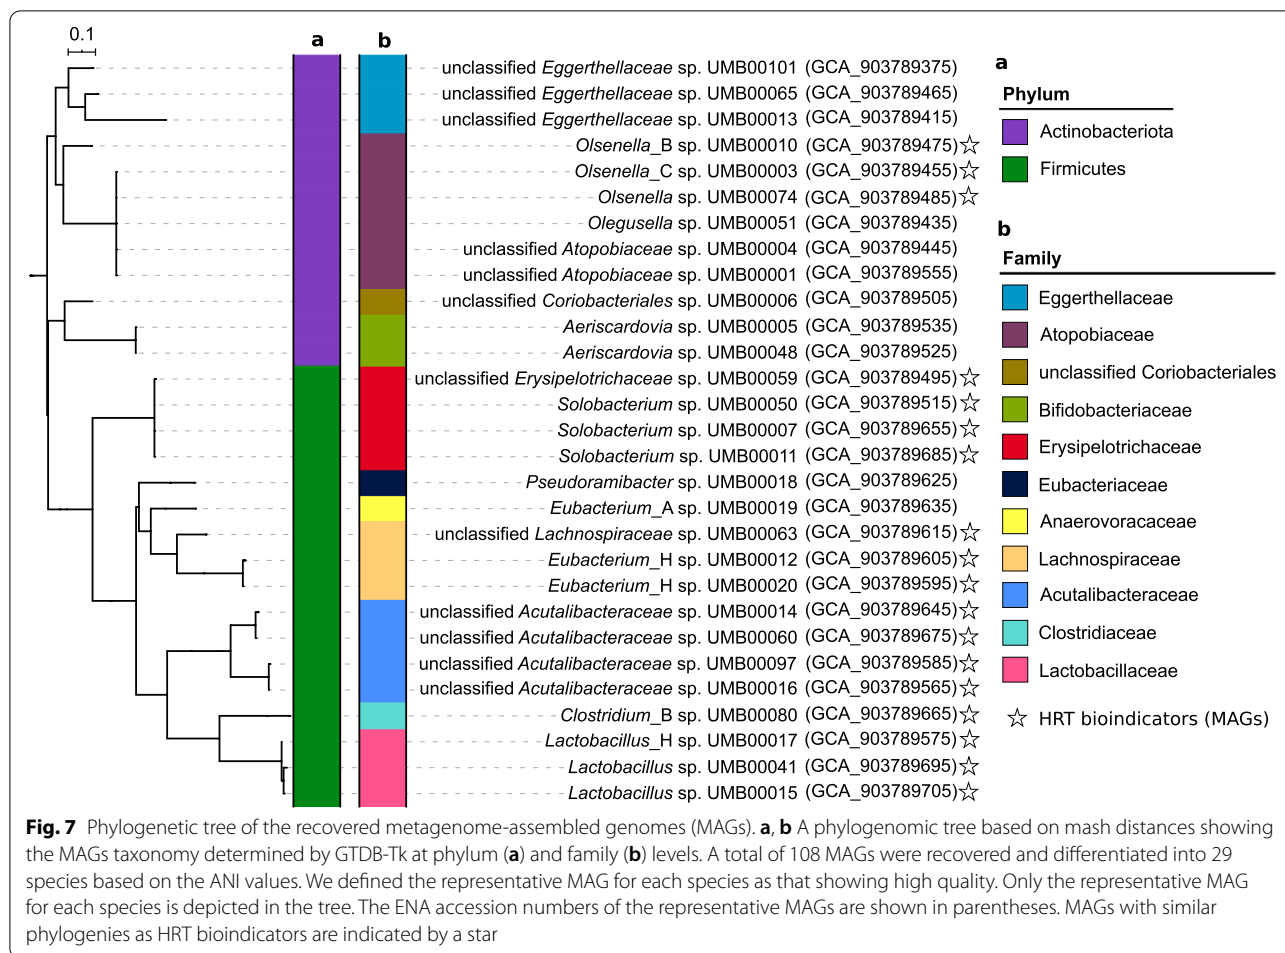 0.1
a
b
unclassified Eggerthellaceae sp. UMB00101 (GCA_903789375)
unclassified Eggerthellaceae sp. UMB00065 (GCA_903789465)
unclassified Eggerthellaceae sp. UMB00013 (GCA_903789415)
Olsenella_B sp. UMB00010 (GCA_903789475)☆
Olsenella_C sp. UMB00003 (GCA_903789455)☆
Olsenella sp. UMB00074 (GCA_903789485)☆
Olegusella sp. UMB00051 (GCA_903789435)
unclassified Atopobiaceae sp. UMB00004 (GCA_903789445)
unclassified Atopobiaceae sp. UMB00001 (GCA_903789555)
unclassified Coriobacteriales sp. UMB00006 (GCA_903789505)
Aeriscardovia sp. UMB00005 (GCA_903789535)
Aeriscardovia sp. UMB00048 (GCA_903789525)
unclassified Erysipelotrichaceae sp. UMB00059 (GCA_903789495)☆
Solobacterium sp. UMB00050 (GCA_903789515)☆
Solobacterium sp. UMB00007 (GCA_903789655)☆
Solobacterium sp. UMB00011 (GCA_903789685)☆
Pseudoramibacter sp. UMB00018 (GCA_903789625)
Eubacterium_A sp. UMB00019 (GCA_903789635)
unclassified Lachnospiraceae sp. UMB00063 (GCA_903789615)☆
Eubacterium_H sp. UMB00012 (GCA_903789605)☆
Eubacterium_H sp. UMB00020 (GCA_903789595)☆
unclassified Acutalibacteraceae sp. UMB00014 (GCA_903789645)☆
unclassified Acutalibacteraceae sp. UMB00060 (GCA_903789675)☆
unclassified Acutalibacteraceae sp. UMB00097 (GCA_903789585)☆
unclassified Acutalibacteraceae sp. UMB00016 (GCA_903789565)☆
Clostridium_B sp. UMB00080 (GCA_903789665)☆
Lactobacillus_H sp. UMB00017 (GCA_903789575)☆
Lactobacillus sp. UMB00041 (GCA_903789695)☆
Lactobacillus sp. UMB00015 (GCA_903789705)☆
a
Phylum
Actinobacteriota
Firmicutes
b
Family
Eggerthellaceae
Atopobiaceae
unclassified Coriobacteriales
Bifidobacteriaceae
Erysipelotrichaceae
Eubacteriaceae
Anaerovoracaceae
Lachnospiraceae
Acutalibacteraceae
Clostridiaceae
Lactobacillaceae
☆ HRT bioindicators (MAGs)
Fig. 7 Phylogenetic tree of the recovered metagenome-assembled genomes (MAGs). a, b A phylogenomic tree based on mash distances showing
the MAGs taxonomy determined by GTDB-Tk at phylum (a) and family (b) levels. A total of 108 MAGs were recovered and differentiated into 29
species based on the ANI values. We defined the representative MAG for each species as that showing high quality. Only the representative MAG
for each species is depicted in the tree. The ENA accession numbers of the representative MAGs are shown in parentheses. MAGs with similar
phylogenies as HRT bioindicators are indicated by a star